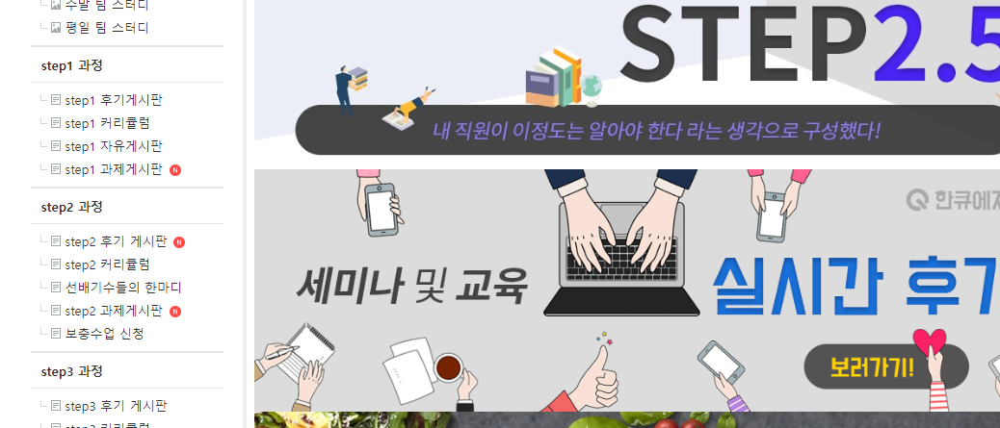 주말 팀 스터디
평일 팀 스터디
step1 과정
step1 후기게시판
step1 커리큘럼
step1 자유게시판
step1 과제게시판 N
step2 과정
step2 후기 게시판 N
step2 커리큘럼
선배기수들의 한마디
step2 과제게시판 N
보충수업 신청
step3 과정
step3 후기 게시판
step3 커리큘럼
STEP2.5
내 직원이 이정도는 알아야 한다 라는 생각으로 구성했다!
한큐에
세미나 및 교육
실시간 후기
보러가기!